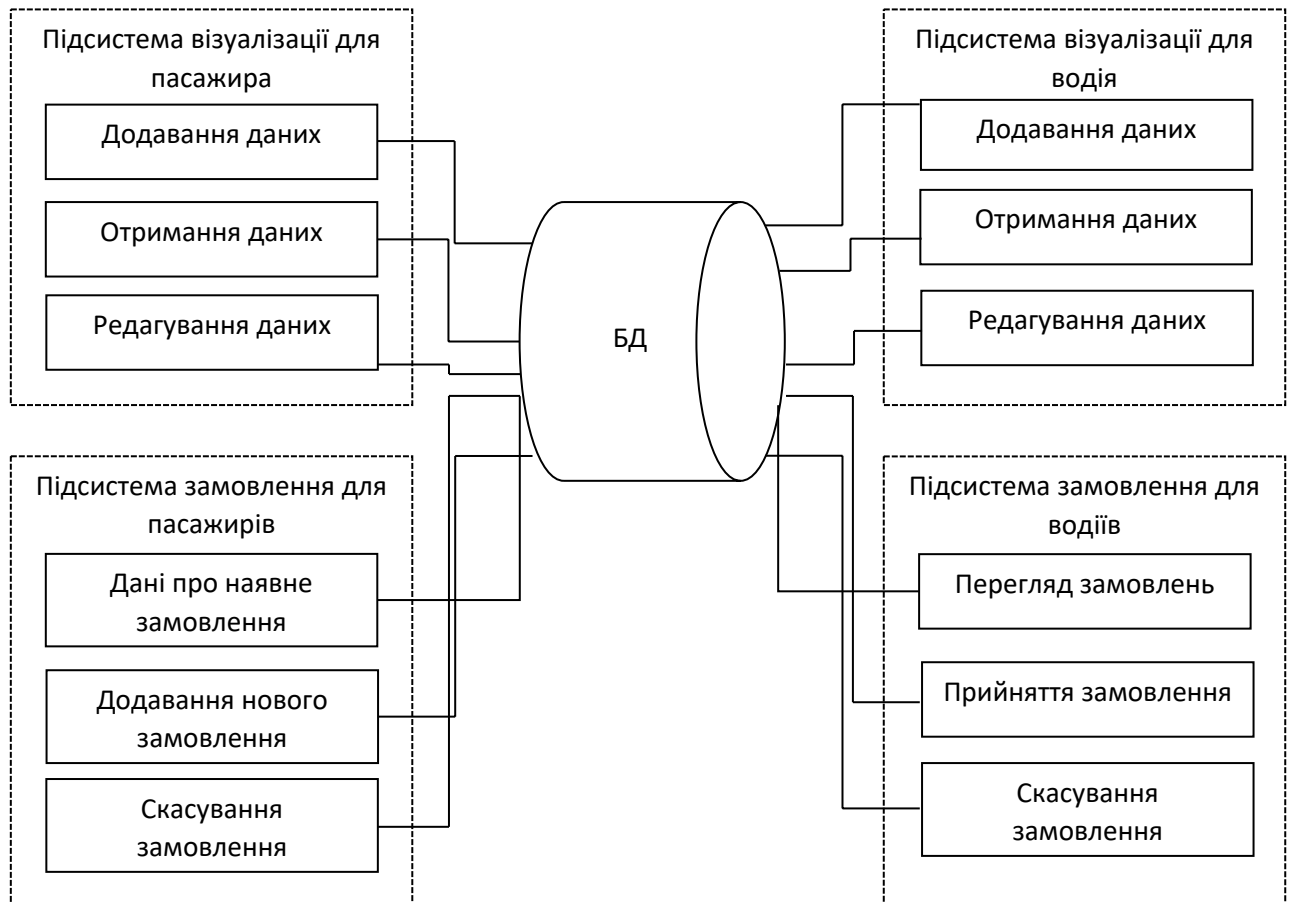 Підсистема візуалізації для
пасажира
Додавання даних
Отримання даних
Редагування даних
Підсистема візуалізації для
водія
Додавання даних
Отримання даних
Редагування даних
БД
Підсистема замовлення для
пасажирів
Дані про наявне
замовлення
Додавання нового
замовлення
Скасування
замовлення
Підсистема замовлення для
водіїв
Перегляд замовлень
Прийняття замовлення
Скасування
замовлення